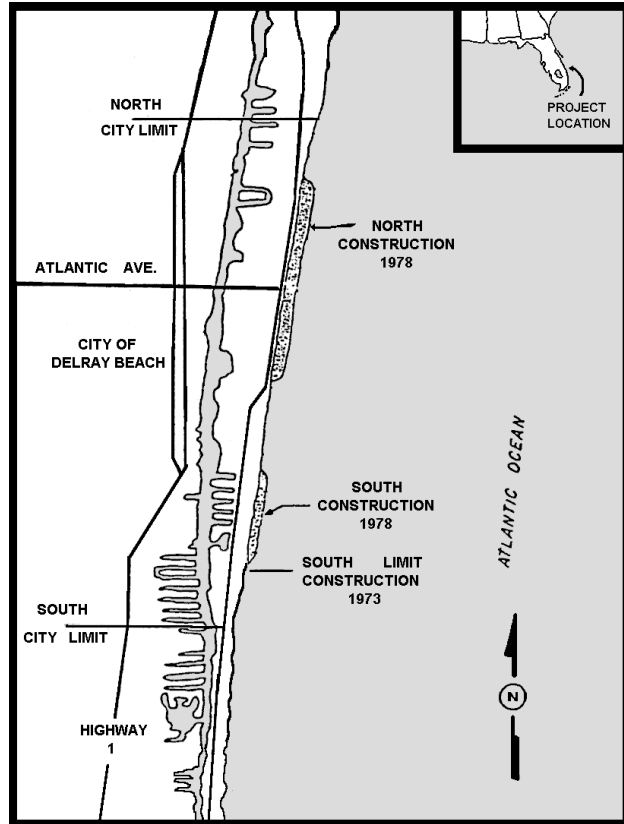 PROJECT
LOCATION
NORTH
CITY LIMIT
NORTH
CONSTRUCTION
1978
ATLANTIC AVE.
CITY OF
DELRAY BEACH
SOUTH
CONSTRUCTION
1978
ATLANTIC OCEAN
SOUTH LIMIT
CONSTRUCTION
1973
SOUTH
CITY LIMIT
N
HIGHWAY
1